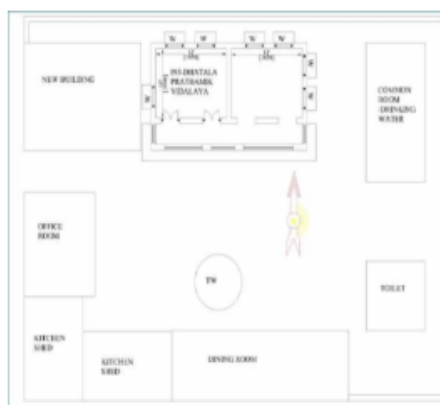 W W W W
NEW BUILDING
193-DHATALA
PRATHAMIK
VIDALAYA
W
W
W
COMMON
ROOM
DRINKING
WATER
OFFICE
ROOM
TW
TOILET
KITCHEN
SHED
KITCHEN
SHED
DINING ROOM